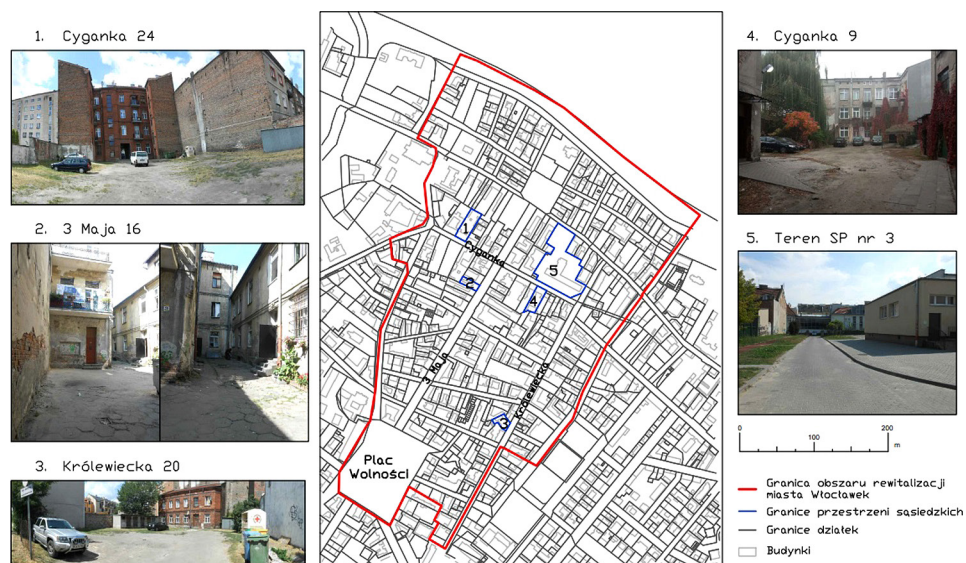 1. Cyganka 24
2. 3 Maja 16
3. Królewiecka 20
1
Cyganka
2
5
4
3 Maja
Królewiecka
3
Plac
Wolności
4. Cyganka 9
5. Teren SP nr 3
0 100 200
m
Granica obszaru rewitalizacji
miasta Włocławek
Granice przestrzeni sąsiedzkich
Granice działek
Budynki